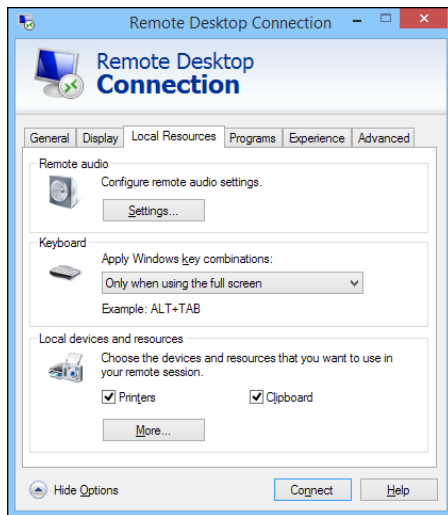 Remote Desktop Connection
Remote Desktop
Connection
General Display Local Resources Programs Experience Advanced
Remote audio
Configure remote audio settings.
Settings...
Keyboard
Apply Windows key combinations:
Only when using the full screen
Example: ALT+TAB
Local devices and resources
Choose the devices and resources that you want to use in
your remote session.
Printers Clipboard
More...
Hide Options Connect Help